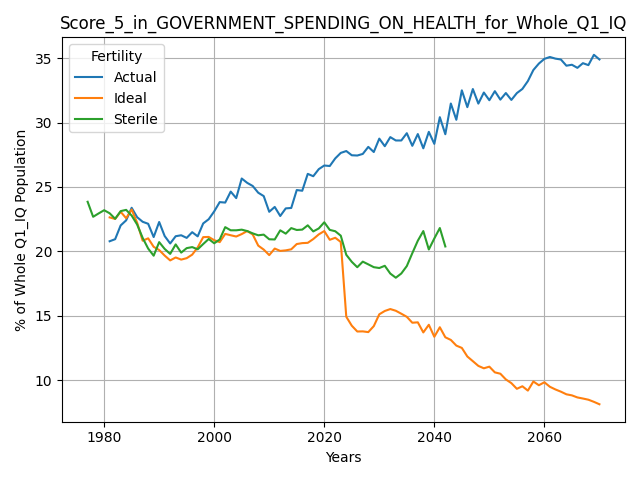 Score_5_in_GOVERNMENT_SPENDING_ON_HEALTH_for_Whole_Q1_IQ
Fertility
Actual
Ideal
Sterile
% of Whole Q1_IQ Population
35
30
25
20
15
10
1980
2000
2020
2040
2060
Years